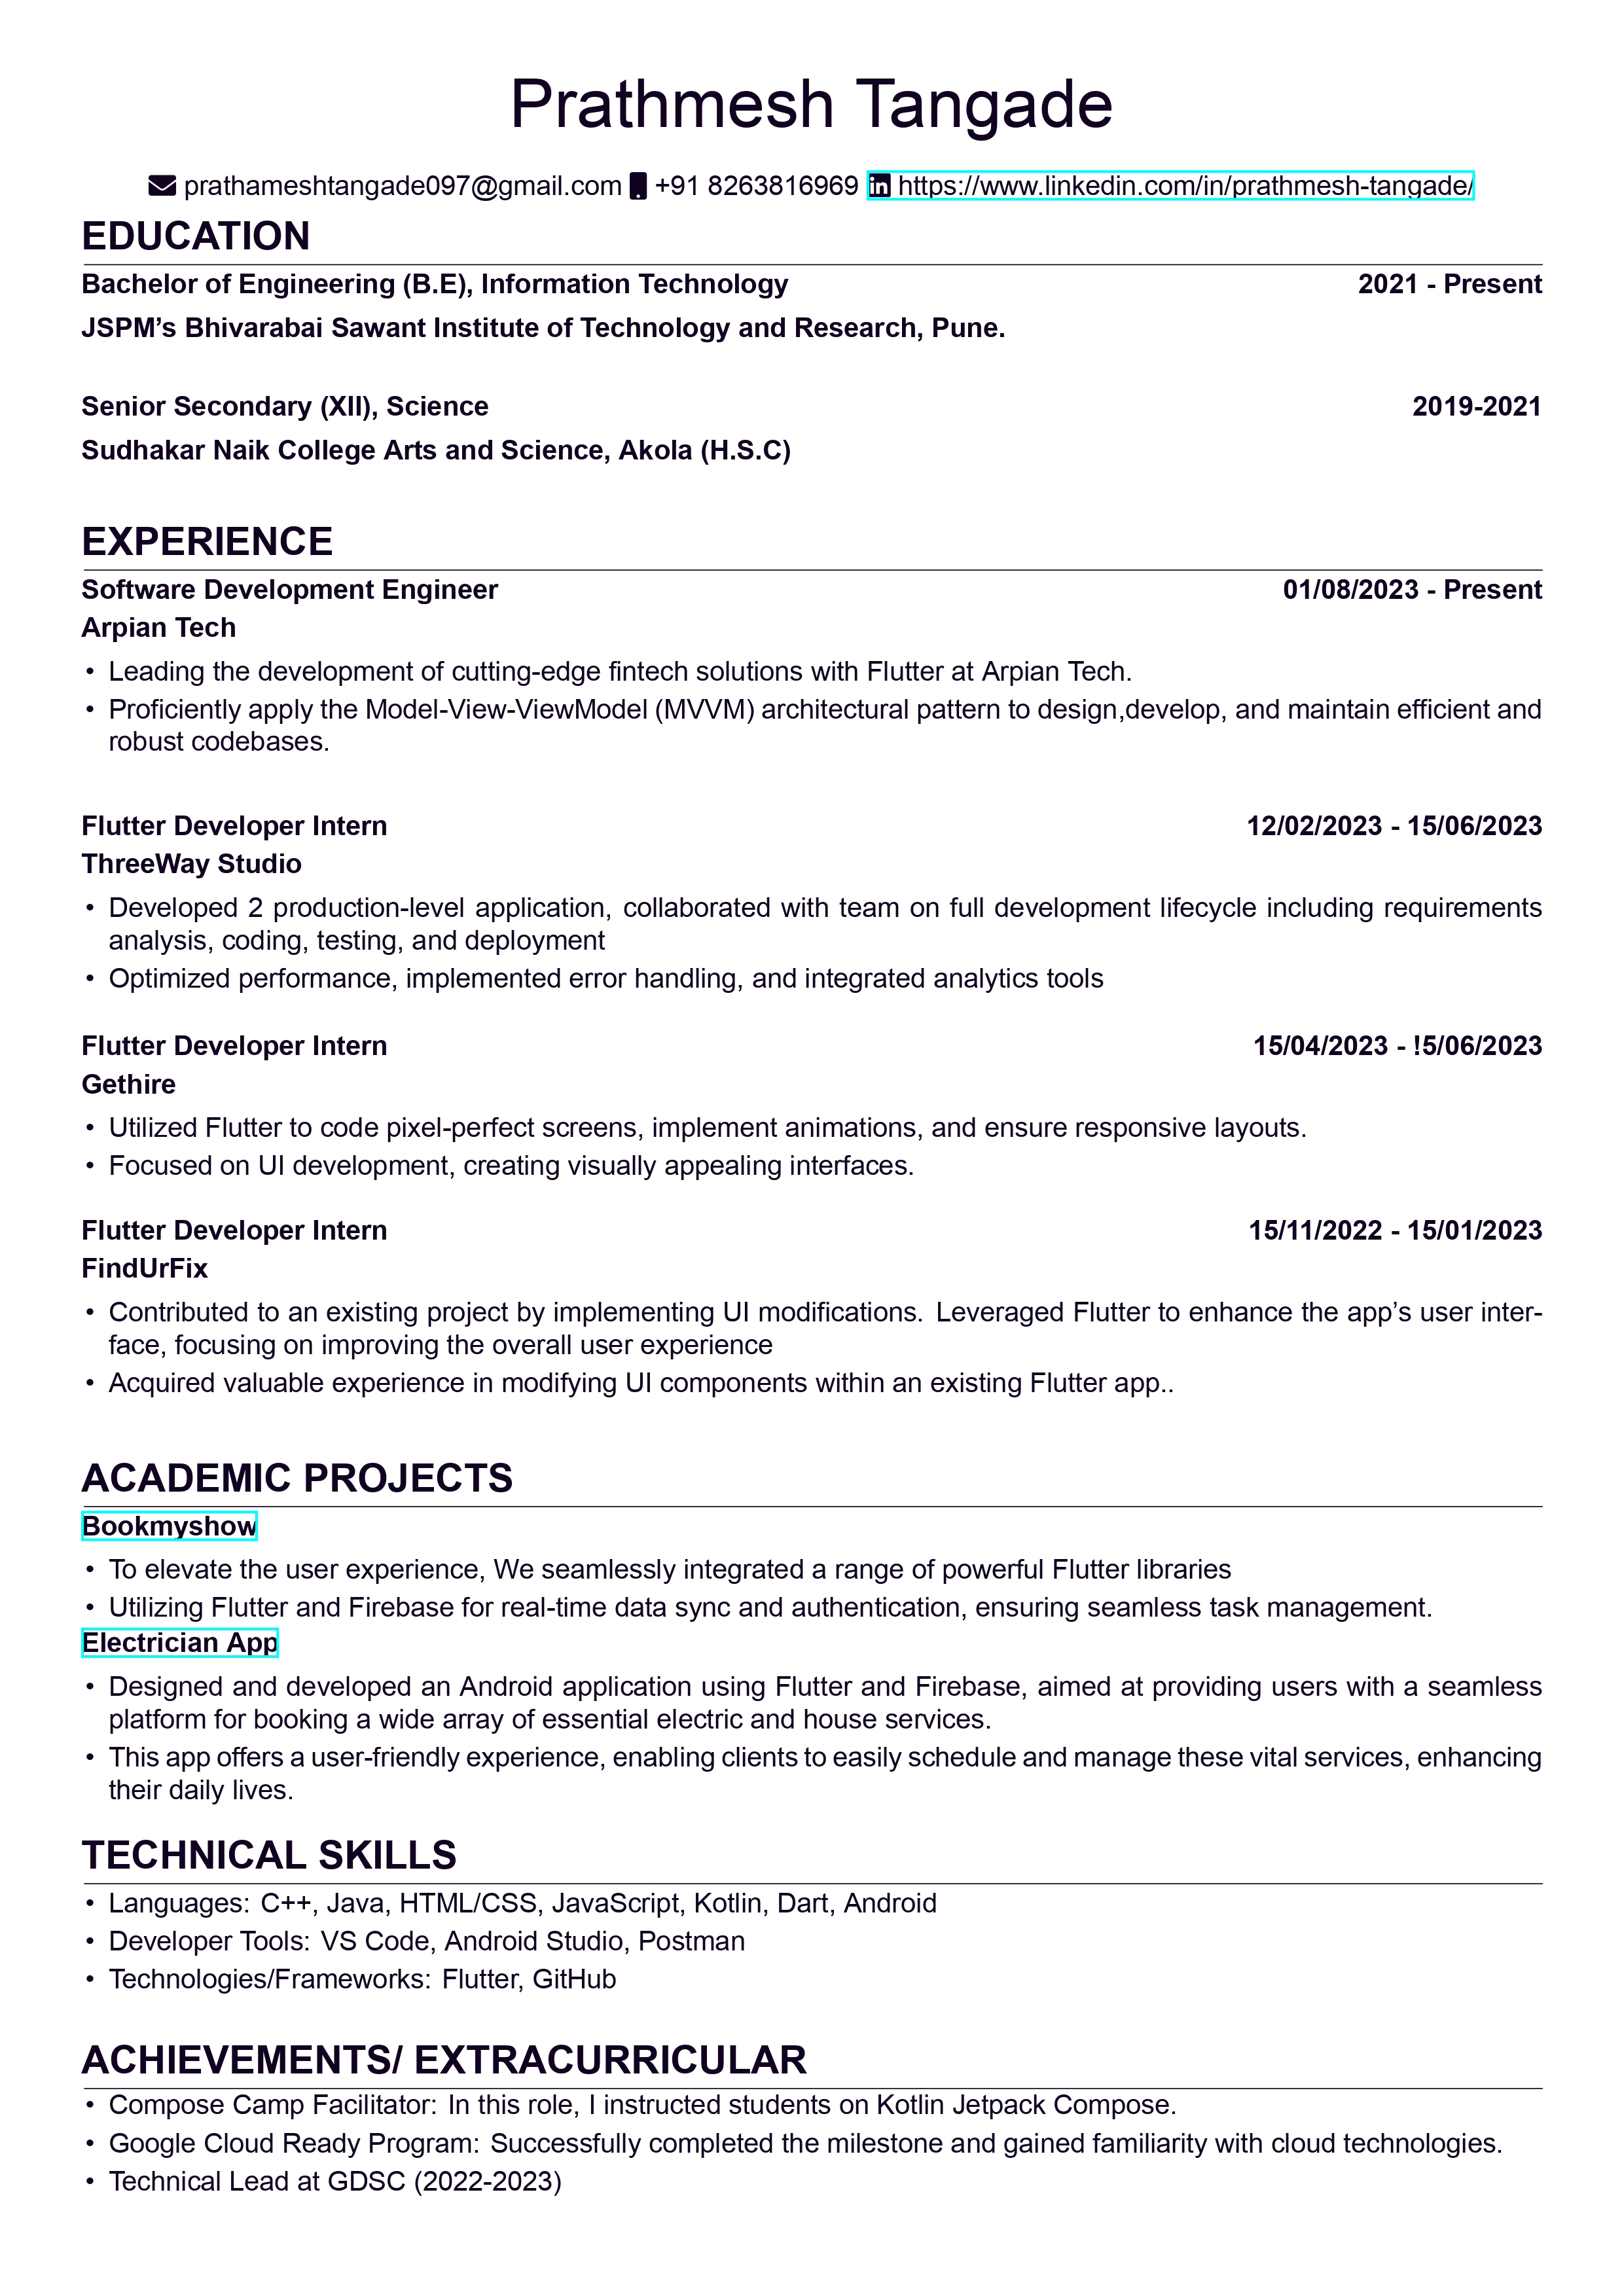 Prathmesh Tangade
prathameshtangade097@gmail.com +91 8263816969 https://www.linkedin.com/in/prathmesh-tangade/
EDUCATION
Bachelor of Engineering (B.E), Information Technology 2021 - Present
JSPM’s Bhivarabai Sawant Institute of Technology and Research, Pune.
Senior Secondary (XII), Science 2019-2021
Sudhakar Naik College Arts and Science, Akola (H.S.C)
EXPERIENCE
Software Development Engineer 01/08/2023 - Present
Arpian Tech
• Leading the development of cutting-edge fintech solutions with Flutter at Arpian Tech.
• Proficiently apply the Model-View-ViewModel (MVVM) architectural pattern to design,develop, and maintain efficient and
robust codebases.
Flutter Developer Intern 12/02/2023 - 15/06/2023
ThreeWay Studio
• Developed 2 production-level application, collaborated with team on full development lifecycle including requirements
analysis, coding, testing, and deployment
• Optimized performance, implemented error handling, and integrated analytics tools
Flutter Developer Intern 15/04/2023 - !5/06/2023
Gethire
• Utilized Flutter to code pixel-perfect screens, implement animations, and ensure responsive layouts.
• Focused on UI development, creating visually appealing interfaces.
Flutter Developer Intern 15/11/2022 - 15/01/2023
FindUrFix
• Contributed to an existing project by implementing UI modifications. Leveraged Flutter to enhance the app’s user inter-
face, focusing on improving the overall user experience
• Acquired valuable experience in modifying UI components within an existing Flutter app..
ACADEMIC PROJECTS
Bookmyshow
• To elevate the user experience, We seamlessly integrated a range of powerful Flutter libraries
• Utilizing Flutter and Firebase for real-time data sync and authentication, ensuring seamless task management.
Electrician App
• Designed and developed an Android application using Flutter and Firebase, aimed at providing users with a seamless
platform for booking a wide array of essential electric and house services.
• This app offers a user-friendly experience, enabling clients to easily schedule and manage these vital services, enhancing
their daily lives.
TECHNICAL SKILLS
• Languages: C++, Java, HTML/CSS, JavaScript, Kotlin, Dart, Android
• Developer Tools: VS Code, Android Studio, Postman
• Technologies/Frameworks: Flutter, GitHub
ACHIEVEMENTS/ EXTRACURRICULAR
• Compose Camp Facilitator: In this role, I instructed students on Kotlin Jetpack Compose.
• Google Cloud Ready Program: Successfully completed the milestone and gained familiarity with cloud technologies.
• Technical Lead at GDSC (2022-2023)